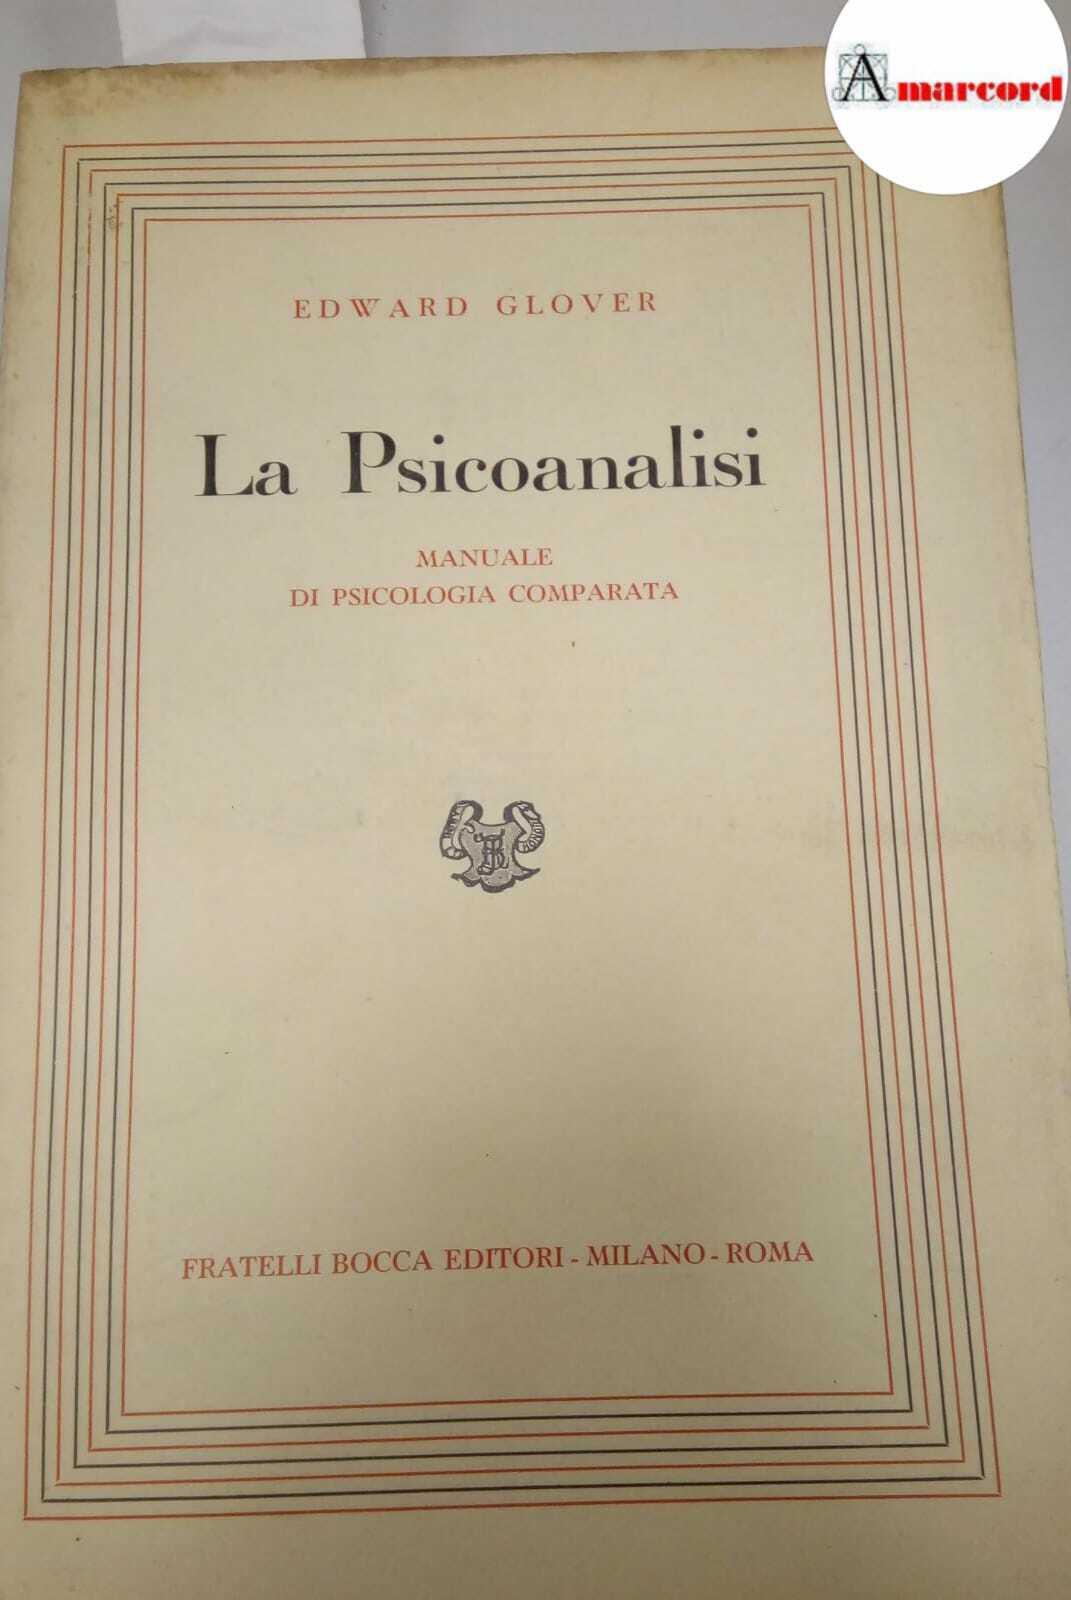 Amarcord
EDWARD GLOVER
La Psicoanalisi
MANUALE
DI PSICOLOGIA COMPARATA
FRATELLI BOCCA EDITORI - MILANO - ROMA